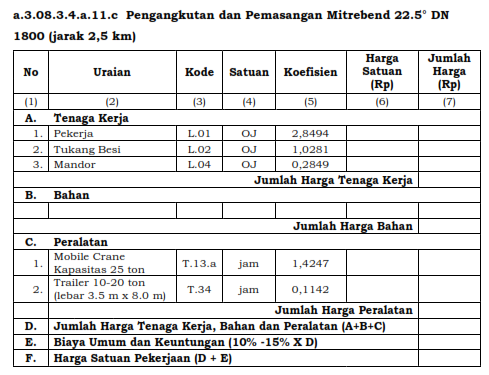 a.3.08.3.4.a.11.c Pengangkutan dan Pemasangan Mitrebend 22.5° DN
1800 (jarak 2,5 km)
No Uraian Kode Satuan Koefisien Harga Satuan (Rp) Jumlah Harga (Rp)
(1) (2) (3) (4) (5) (6) (7)
A. Tenaga Kerja
1. Pekerja L.01 OJ 2,8494
2. Tukang Besi L.02 OJ 1,0281
3. Mandor L.04 OJ 0,2849
Jumlah Harga Tenaga Kerja
B. Bahan
Jumlah Harga Bahan
C. Peralatan
1. Mobile Crane Kapasitas 25 ton T.13.a jam 1,4247
2. Trailer 10-20 ton (lebar 3.5 m x 8.0 m) T.34 jam 0,1142
Jumlah Harga Peralatan
D. Jumlah Harga Tenaga Kerja, Bahan dan Peralatan (A+B+C)
E. Biaya Umum dan Keuntungan (10% -15% X D)
F. Harga Satuan Pekerjaan (D + E)